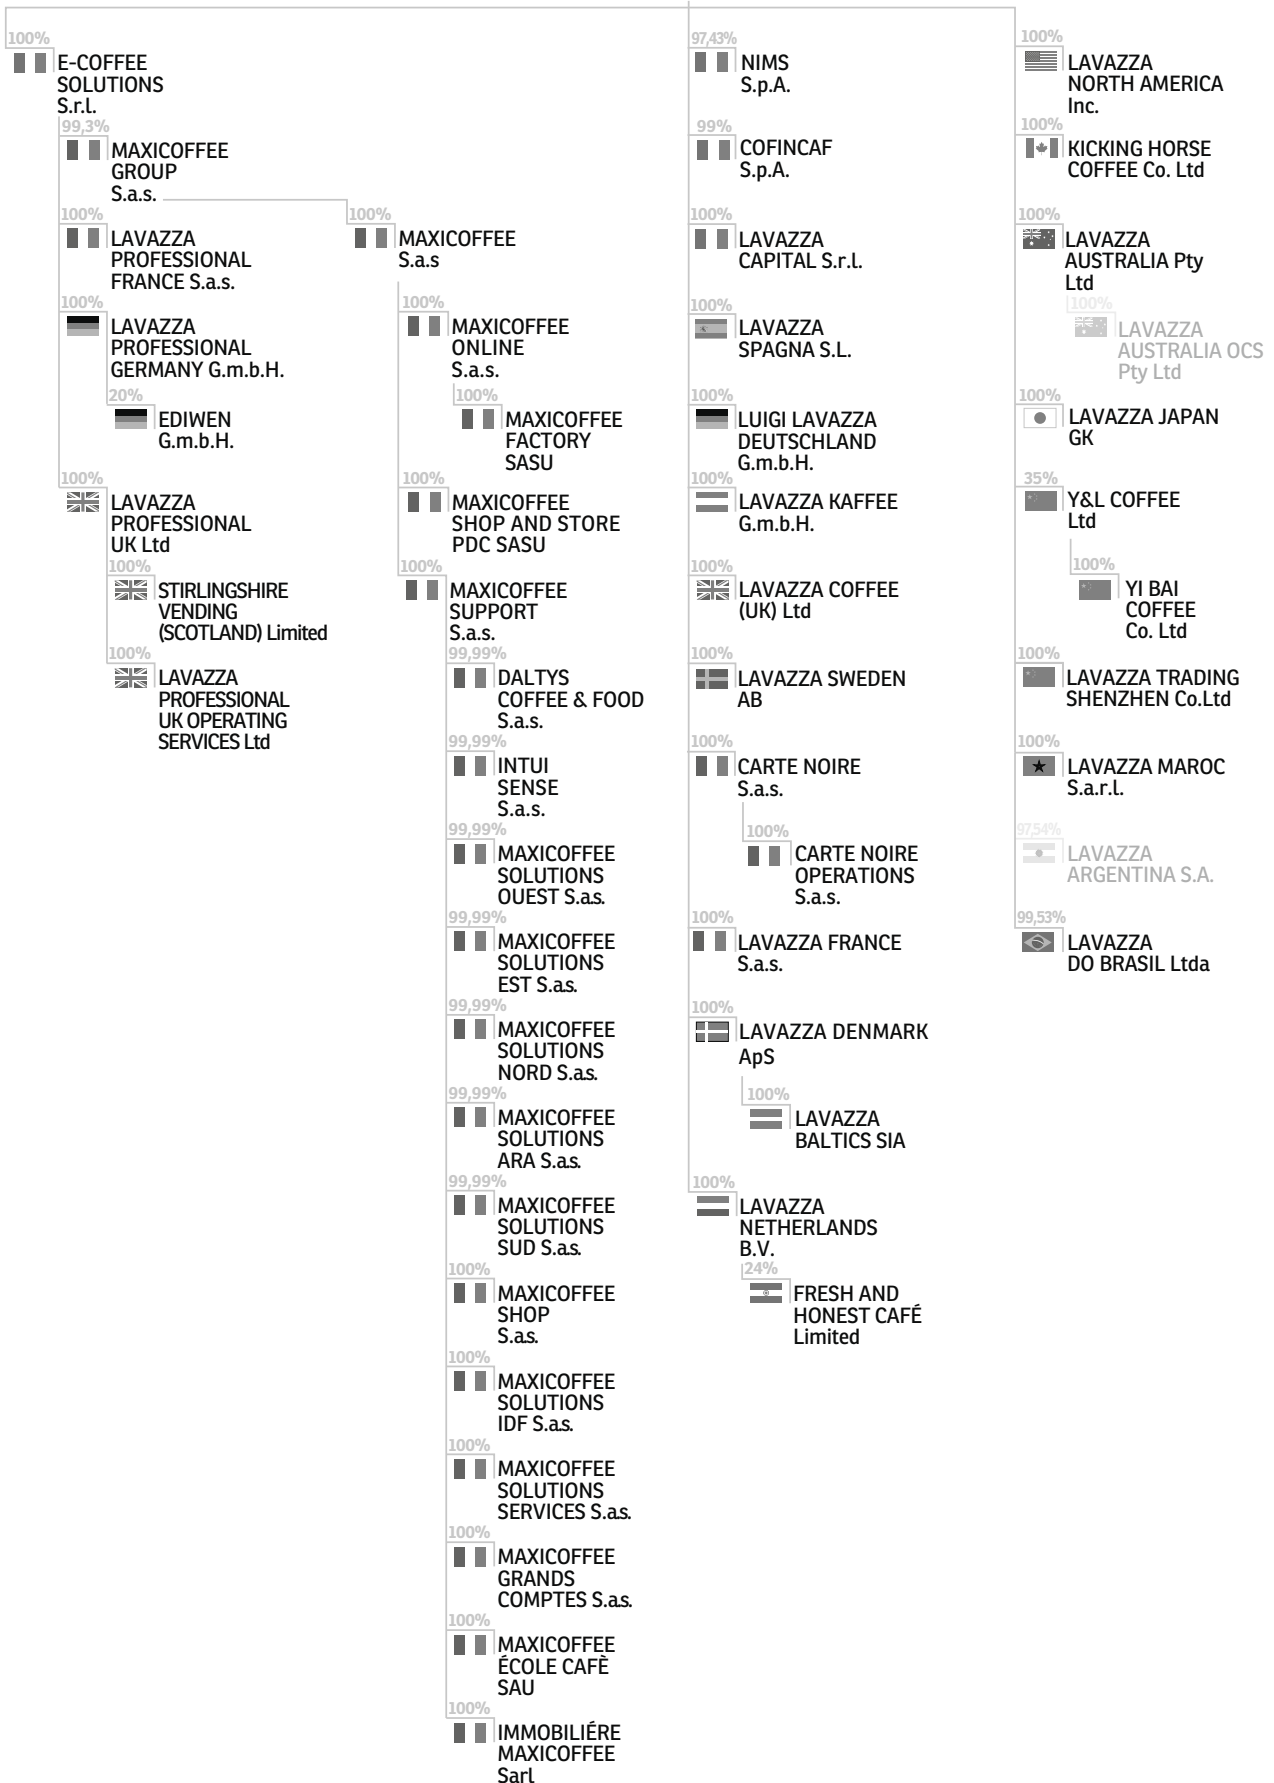 100%
E-COFFEE
SOLUTIONS
S.r.l.
99,3%
MAXICOFFEE
GROUP
S.a.s.
100%
LAVAZZA
PROFESSIONAL
FRANCE S.a.s.
100%
LAVAZZA
PROFESSIONAL
GERMANY G.m.b.H.
20%
EDIWEN
G.m.b.H.
100%
LAVAZZA
PROFESSIONAL
UK Ltd
100%
STIRLINGSHIRE
VENDING
(SCOTLAND) Limited
100%
LAVAZZA
PROFESSIONAL
UK OPERATING
SERVICES Ltd
100%
MAXICOFFEE
S.a.s
100%
MAXICOFFEE
ONLINE
S.a.s.
100%
MAXICOFFEE
FACTORY
SASU
100%
MAXICOFFEE
SHOP AND STORE
PDC SASU
100%
MAXICOFFEE
SUPPORT
S.a.s.
99,99%
DALTYS
COFFEE & FOOD
S.a.s.
99,99%
INTUI
SENSE
S.a.s.
99,99%
MAXICOFFEE
SOLUTIONS
OUEST S.a.s.
99,99%
MAXICOFFEE
SOLUTIONS
EST S.a.s.
99,99%
MAXICOFFEE
SOLUTIONS
NORD S.a.s.
99,99%
MAXICOFFEE
SOLUTIONS
ARA S.a.s.
99,99%
MAXICOFFEE
SOLUTIONS
SUD S.a.s.
100%
MAXICOFFEE
SHOP
S.a.s.
100%
MAXICOFFEE
SOLUTIONS
IDF S.a.s.
100%
MAXICOFFEE
SOLUTIONS
SERVICES S.a.s.
100%
MAXICOFFEE
GRANDS
COMPTES S.a.s.
100%
MAXICOFFEE
ÉCOLE CAFÈ
SAU
100%
IMMOBILIÉRE
MAXICOFFEE
Sarl
97,43%
NIMS
S.p.A.
99%
COFINCAF
S.p.A.
100%
LAVAZZA
CAPITAL S.r.l.
100%
LAVAZZA
SPAGNA S.L.
100%
LUIGI LAVAZZA
DEUTSCHLAND
G.m.b.H.
100%
LAVAZZA KAFFEE
G.m.b.H.
100%
LAVAZZA COFFEE
(UK) Ltd
100%
LAVAZZA SWEDEN
AB
100%
CARTE NOIRE
S.a.s.
100%
CARTE NOIRE
OPERATIONS
S.a.s.
100%
LAVAZZA FRANCE
S.a.s.
100%
LAVAZZA DENMARK
ApS
100%
LAVAZZA
BALTICS SIA
100%
LAVAZZA
NETHERLANDS
B.V.
24%
FRESH AND
HONEST CAFÉ
Limited
100%
LAVAZZA
NORTH AMERICA
Inc.
100%
KICKING HORSE
COFFEE Co. Ltd
100%
LAVAZZA
AUSTRALIA Pty
Ltd
100%
LAVAZZA
AUSTRALIA OCS
Pty Ltd
100%
LAVAZZA JAPAN
GK
35%
Y&L COFFEE
Ltd
100%
YI BAI
COFFEE
Co. Ltd
100%
LAVAZZA TRADING
SHENZHEN Co.Ltd
100%
LAVAZZA MAROC
S.a.r.l.
97,54%
LAVAZZA
ARGENTINA S.A.
99,53%
LAVAZZA
DO BRASIL Ltda